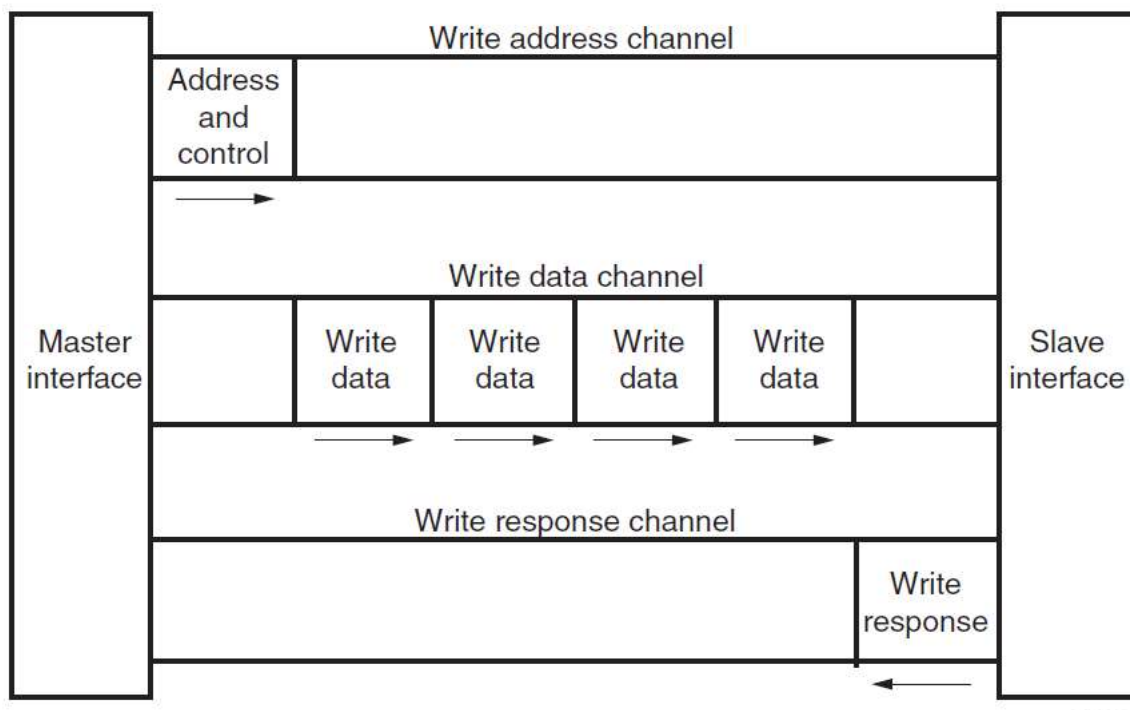 Write address channel
Address
and
control
Write data channel
Master
interface
Write
data
Write
data
Write
data
Write
data
Slave
interface
Write response channel
Write
response